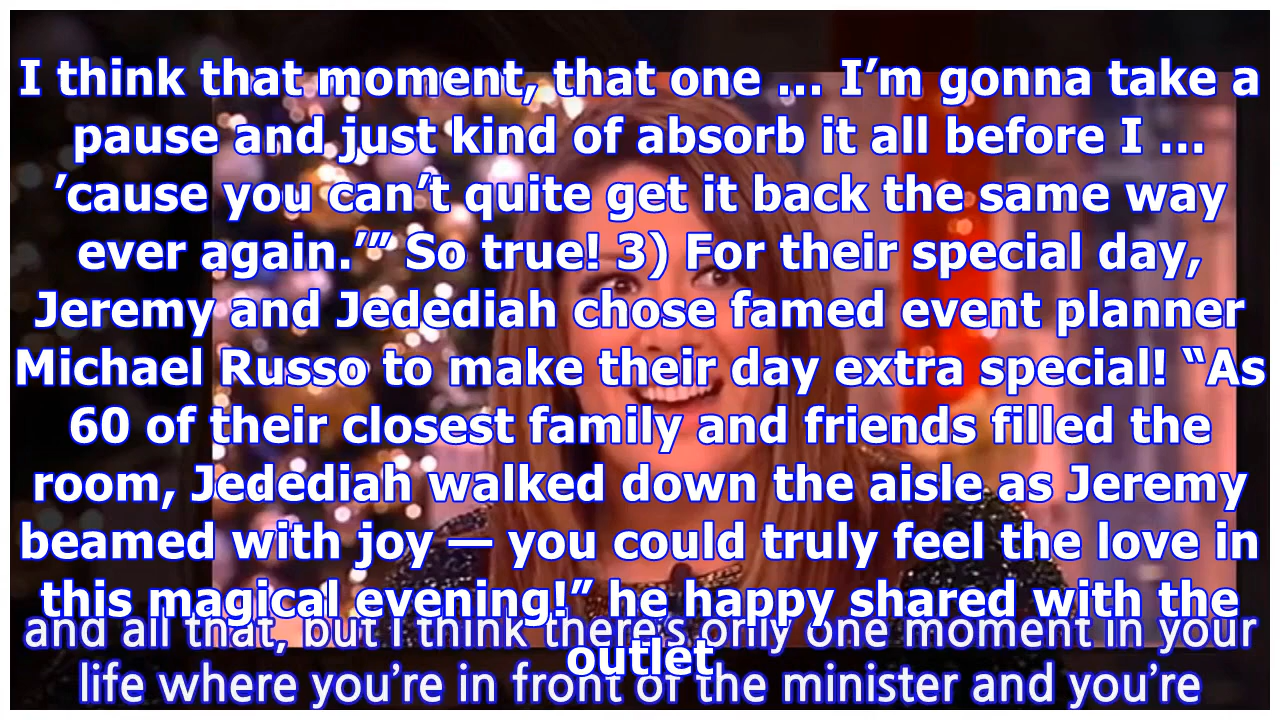 I think that moment, that one ... I’m gonna take a
pause and just kind of absorb it all before I ...
’cause you can’t quite get it back the same way
ever again.’” So true! 3) For their special day,
Jeremy and Jedediah chose famed event planner
Michael Russo to make their day extra special! “As
60 of their closest family and friends filled the
room, Jedediah walked down the aisle as Jeremy
beamed with joy — you could truly feel the love in
this magical evening!” he happy shared with the
outlet
and all that, but I think there’s only one moment in your
life where you’re in front of the minister and you’re